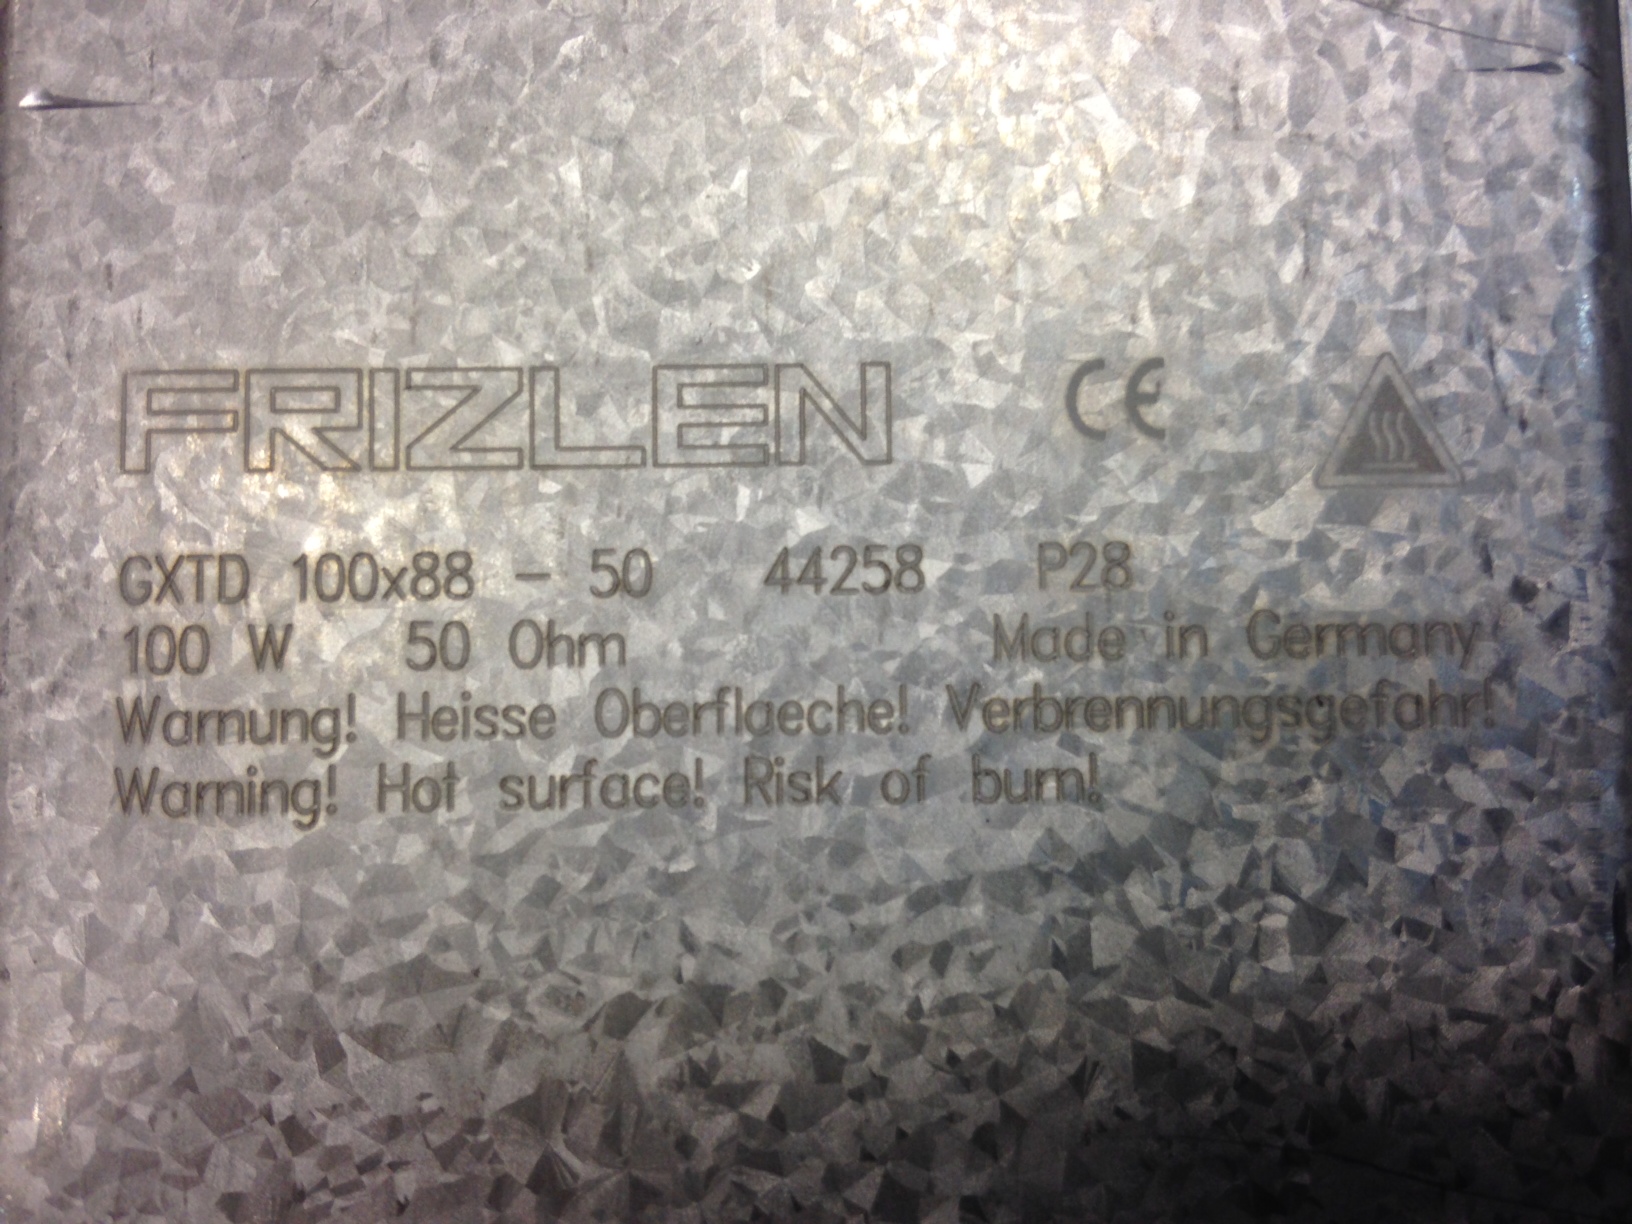 FRIZLEN CE
GXTD 100x88 – 50 44258 P28
100 W 50 Ohm Made in Germany
Warnung! Heisse Oberflaeche! Verbrennungsgefahr!
Warning! Hot surface! Risk of burn!